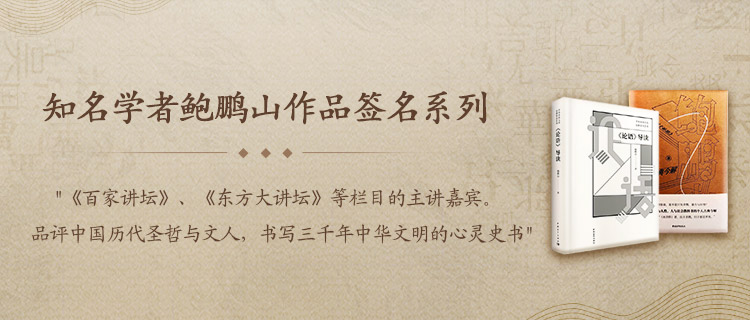 知名学者鲍鹏山作品签名系列
"《百家讲坛》、《东方大讲坛》等栏目的主讲嘉宾。
品评中国历代圣哲与文人，书写三千年中华文明的心灵史书"
《论语》导读
论语